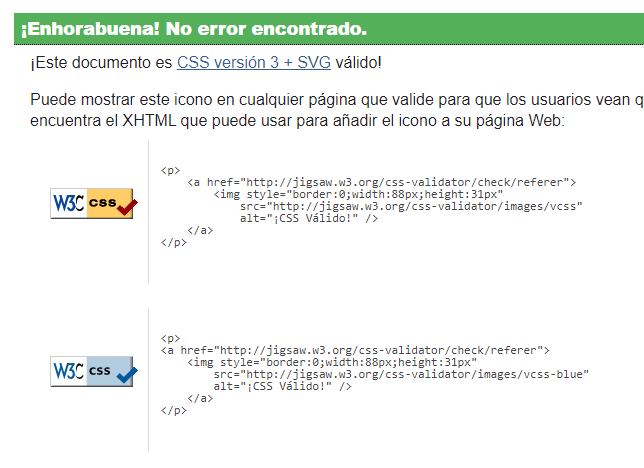 ¡Enhorabuena! No error encontrado.
¡Este documento es CSS versión 3 + SVG válido!
Puede mostrar este icono en cualquier página que valide para que los usuarios vean q
encuentra el XHTML que puede usar para añadir el icono a su página Web:
W3C css
<p>
    <a href="http://jigsaw.w3.org/css-validator/check/referer">
        <img style="border:0;width:88px;height:31px"
            src="http://jigsaw.w3.org/css-validator/images/vcss"
            alt="¡CSS Válido!" />
    </a>
</p>
W3C css
<p>
<a href="http://jigsaw.w3.org/css-validator/check/referer">
    <img style="border:0;width:88px;height:31px"
        src="http://jigsaw.w3.org/css-validator/images/vcss-blue"
        alt="¡CSS Válido!" />
    </a>
</p>